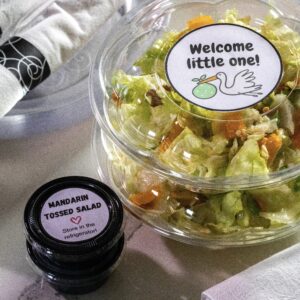 Welcome
little one!
MANDARIN
TOSSED SALAD
Store in the
refrigerator!